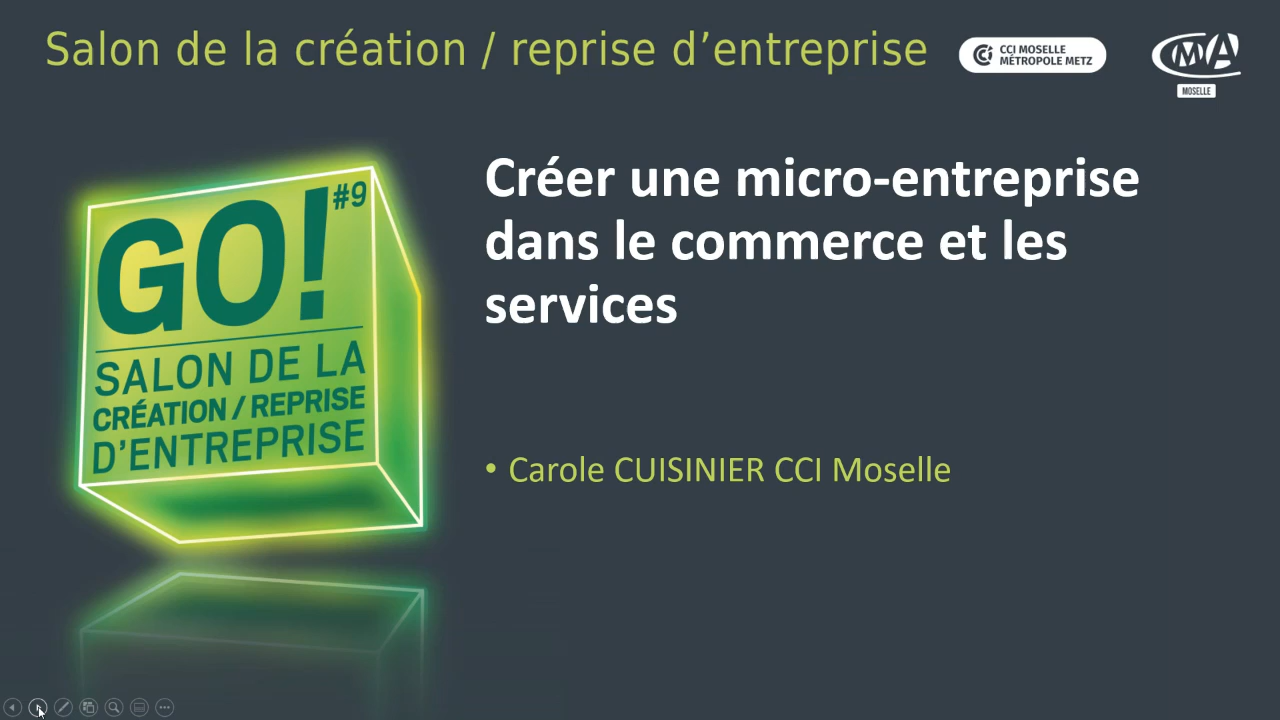 Salon de la création / reprise d’entreprise
CCI MOSELLE
MÉTROPOLE METZ
CMA
MOSELLE
GO! #9
SALON DE LA
CRÉATION / REPRISE
D’ENTREPRISE
Créer une micro-entreprise
dans le commerce et les
services
• Carole CUISINIER CCI Moselle